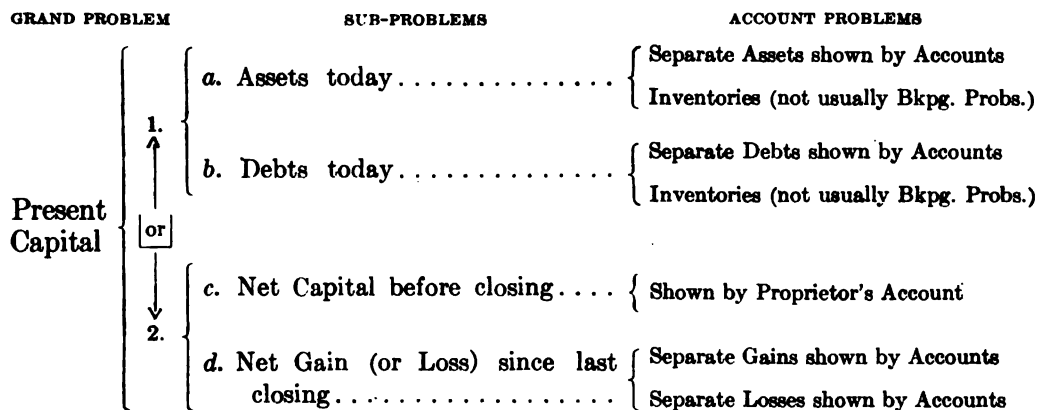 GRAND PROBLEM SUB-PROBLEMS ACCOUNT PROBLEMS
a. Assets today.............. Separate Assets shown by Accounts
Inventories (not usually Bkpg. Probs.)
1.
b. Debts today.............. Separate Debts shown by Accounts
Inventories (not usually Bkpg. Probs.)
Present
Capital
or
c. Net Capital before closing.... Shown by Proprietor's Account
2.
d. Net Gain (or Loss) since last
closing.................. 
Separate Gains shown by Accounts
Separate Losses shown by Accounts